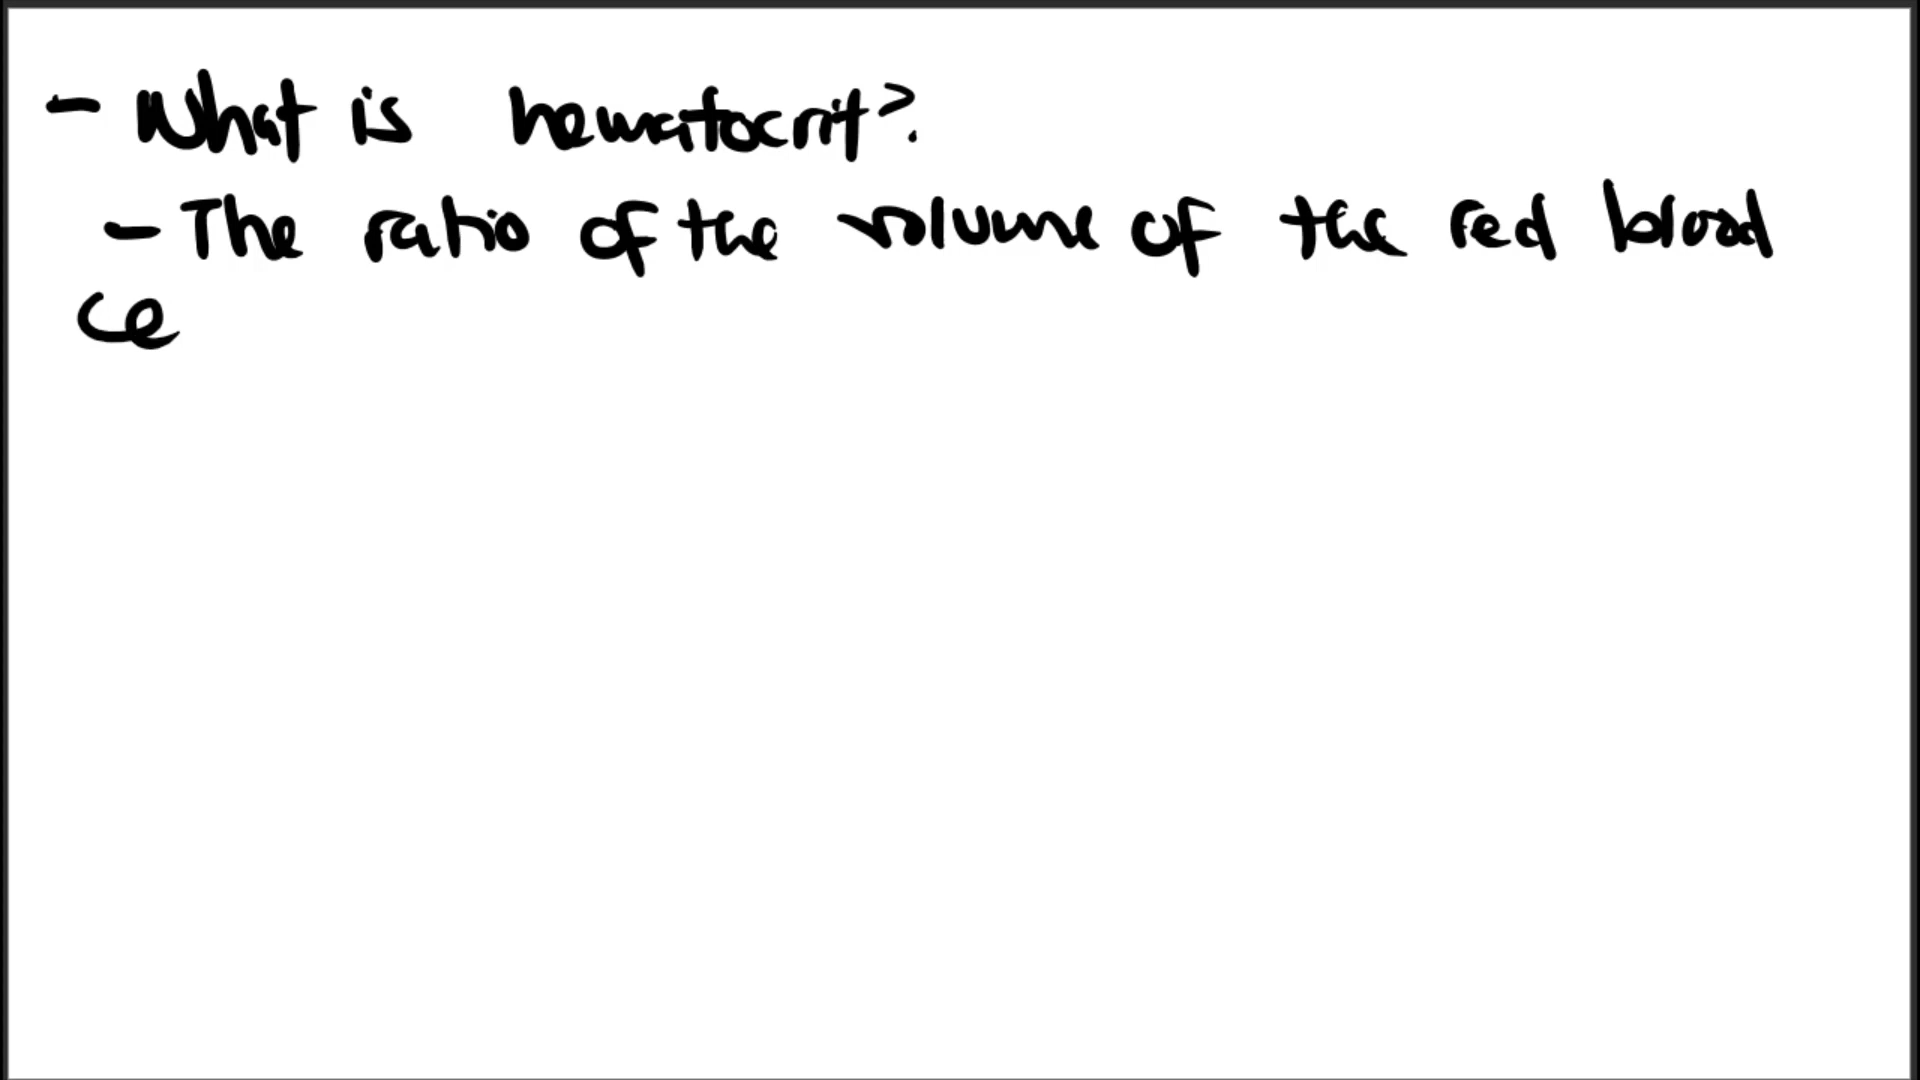 - What is hematocrit?
- The ratio of the volume of the red blood
ce